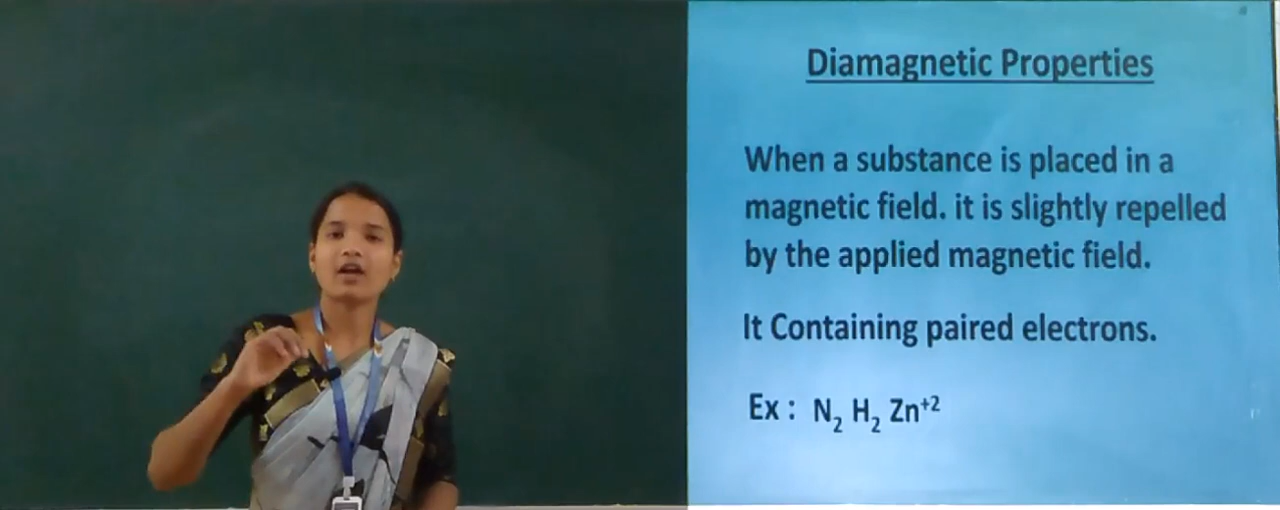 Diamagnetic Properties
When a substance is placed in a
magnetic field. it is slightly repelled
by the applied magnetic field.
It Containing paired electrons.
Ex : N₂ H₂ Zn⁺²